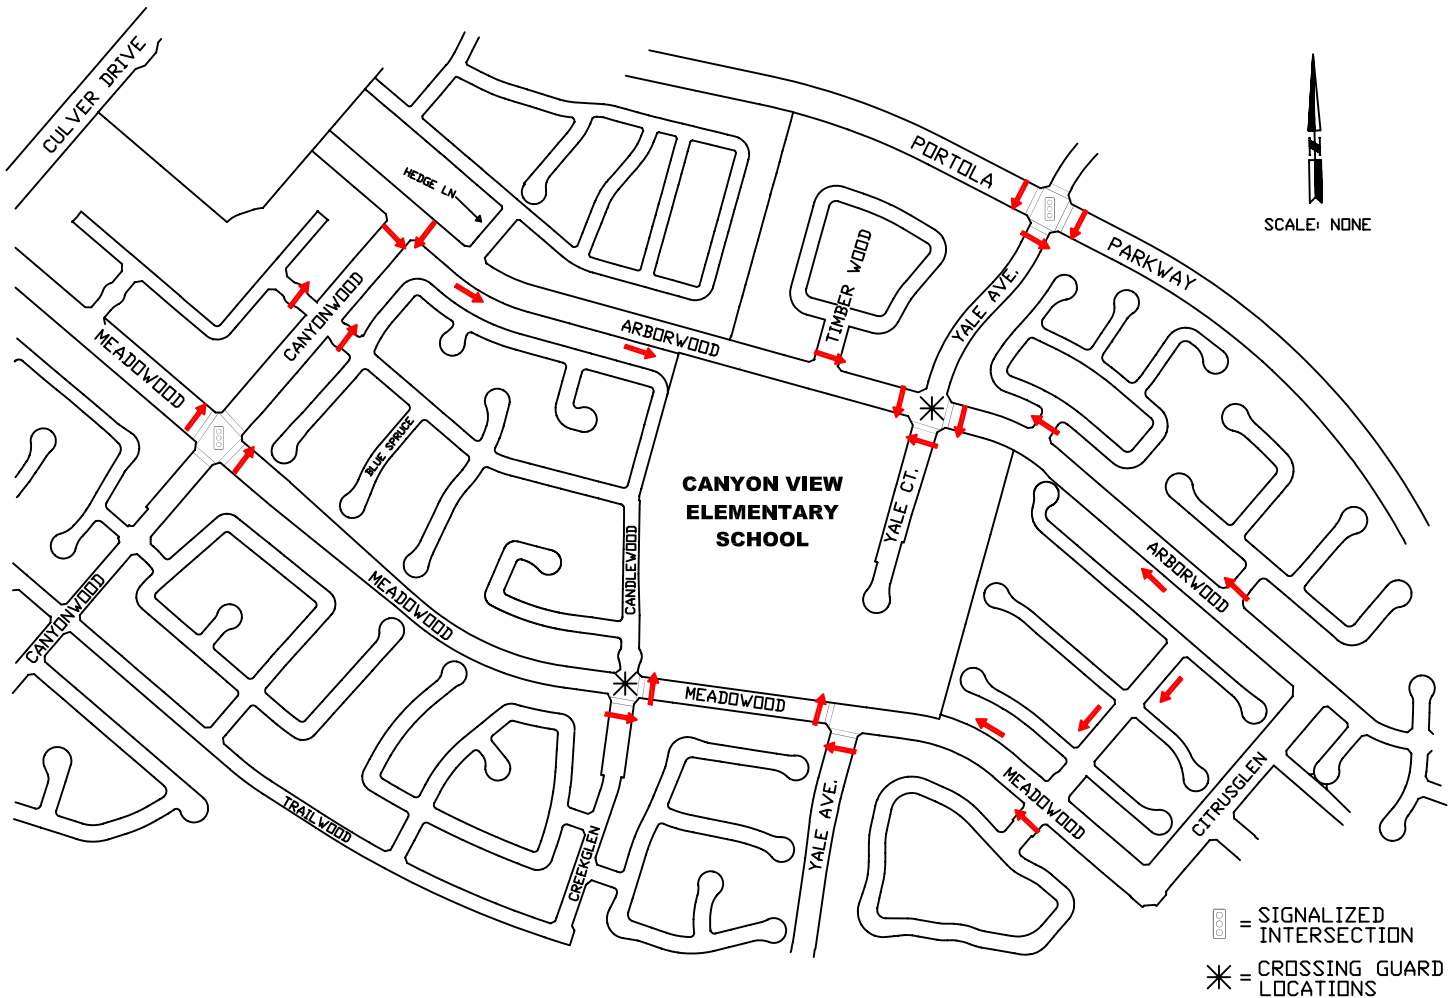 CULVER DRIVE
PORTOLA
PARKWAY
N
SCALE: NONE
HEDGE LN
TIMBER WOOD
YALE AVE.
CANYONWOOD
ARBORWOOD
MEADOWOOD
BLUE SPRUCE
CANYON VIEW
ELEMENTARY
SCHOOL
YALE CT.
CANDLEWOOD
ARBORWOOD
MEADOWOOD
CANYONWOOD
MEADOWOOD
MEADOWOOD
CITRUSGLEN
TRAILWOOD
YALE AVE.
CREEKGLEN
= SIGNALIZED
INTERSECTION
= CROSSING GUARD
LOCATIONS